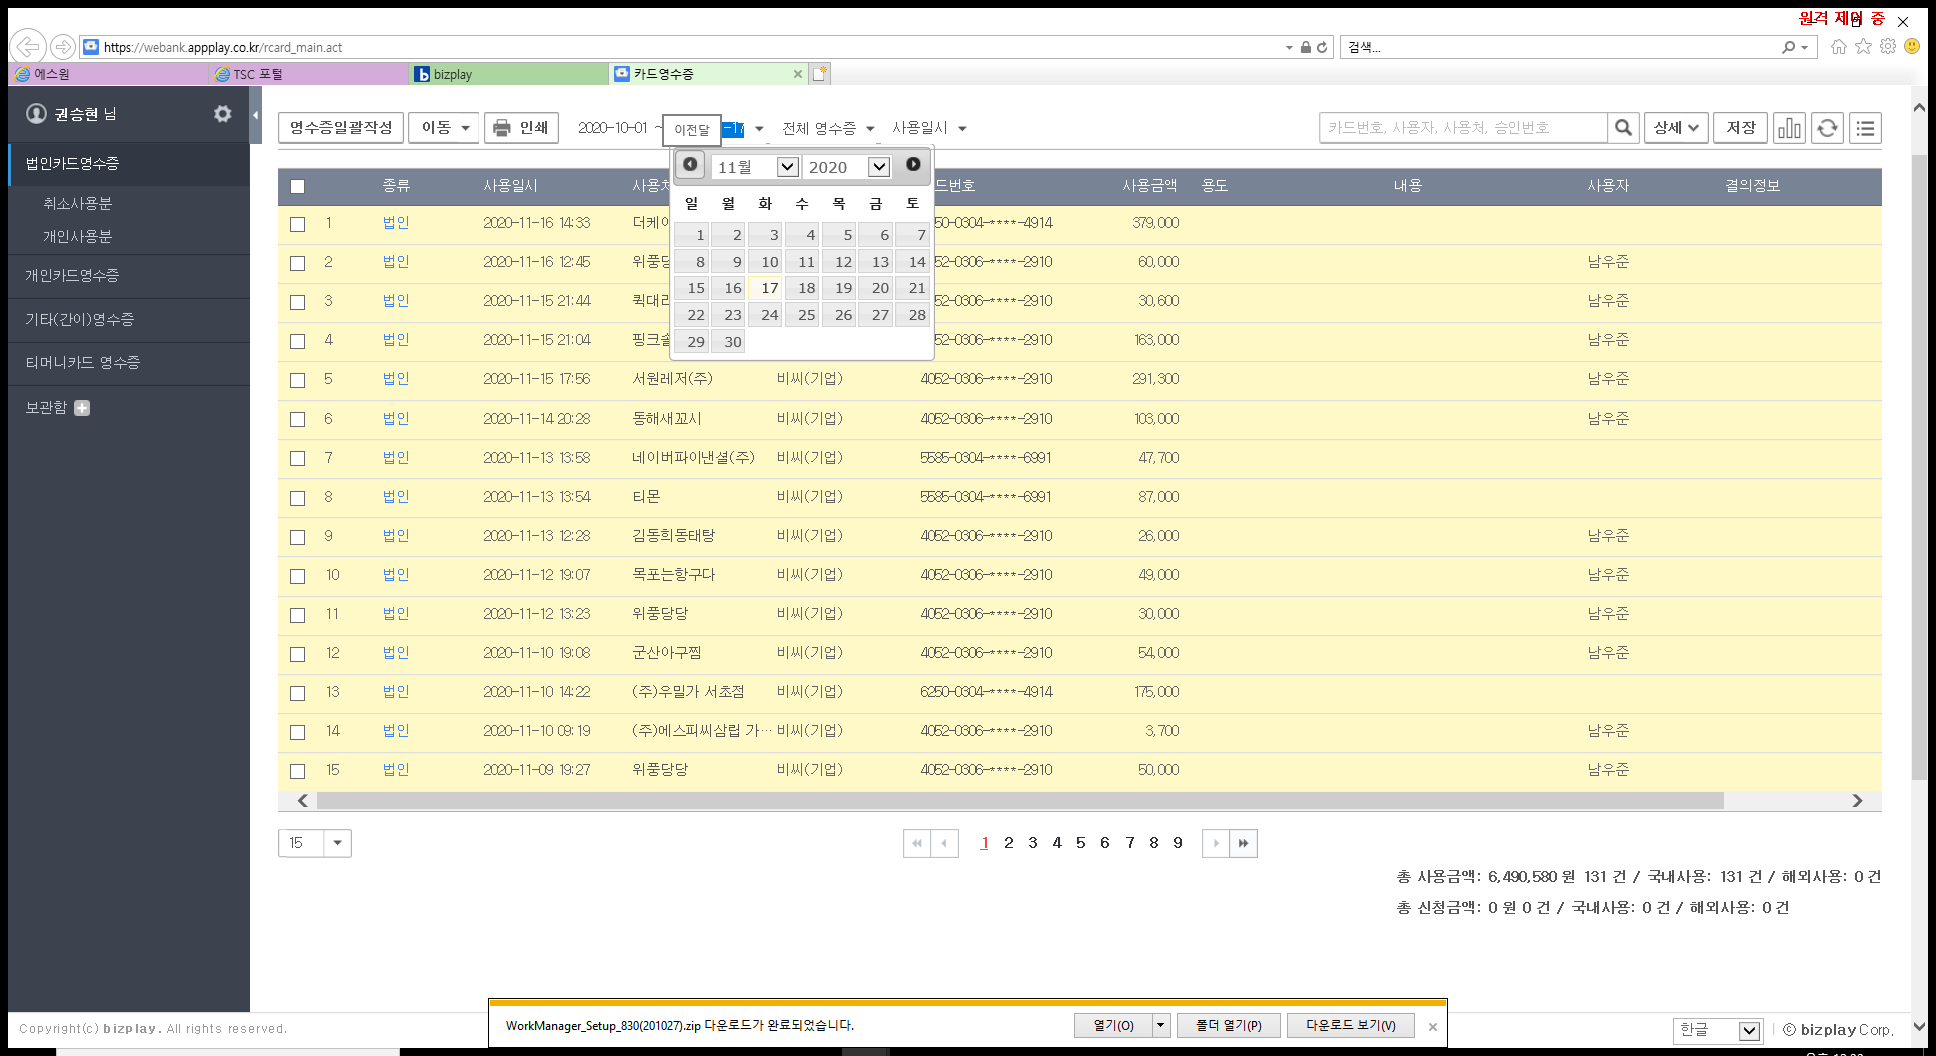 원격 제어 중
https://webank.appplay.co.kr/rcard_main.act
검색...
에스원
TSC 포털
bizplay
카드영수증
권승현 님
법인카드영수증
취소사용분
개인사용분
개인카드영수증
기타(간이)영수증
티머니카드 영수증
보관함
영수증일괄작성 이동 인쇄 2020-10-01 ~ 이전달 -17 전체 영수증 사용일시 카드번호, 사용자, 사용처, 승인번호 상세 저장
11월 2020
일 월 화 수 목 금 토
1 2 3 4 5 6 7
8 9 10 11 12 13 14
15 16 17 18 19 20 21
22 23 24 25 26 27 28
29 30
종류 사용일시 사용처 드번호 사용금액 용도 내용 사용자 결의정보
1 법인 2020-11-16 14:33 더케이 50-0304-****-4914 379,000
2 법인 2020-11-16 12:45 위풍당 52-0306-****-2910 60,000 남우준
3 법인 2020-11-15 21:44 퀵대리 52-0306-****-2910 30,600 남우준
4 법인 2020-11-15 21:04 핑크솔 52-0306-****-2910 163,000 남우준
5 법인 2020-11-15 17:56 서원레저(주) 비씨(기업) 4052-0306-****-2910 291,300 남우준
6 법인 2020-11-14 20:28 동해새꼬시 비씨(기업) 4052-0306-****-2910 103,000 남우준
7 법인 2020-11-13 13:58 네이버파이낸셜(주) 비씨(기업) 5585-0304-****-6991 47,700
8 법인 2020-11-13 13:54 티몬 비씨(기업) 5585-0304-****-6991 87,000
9 법인 2020-11-13 12:28 김동희동태탕 비씨(기업) 4052-0306-****-2910 26,000 남우준
10 법인 2020-11-12 19:07 목포는항구다 비씨(기업) 4052-0306-****-2910 49,000 남우준
11 법인 2020-11-12 13:23 위풍당당 비씨(기업) 4052-0306-****-2910 30,000 남우준
12 법인 2020-11-10 19:08 군산아구찜 비씨(기업) 4052-0306-****-2910 54,000 남우준
13 법인 2020-11-10 14:22 (주)우밀가 서초점 비씨(기업) 6250-0304-****-4914 175,000
14 법인 2020-11-10 09:19 (주)에스피씨삼립 가… 비씨(기업) 4052-0306-****-2910 3,700 남우준
15 법인 2020-11-09 19:27 위풍당당 비씨(기업) 4052-0306-****-2910 50,000 남우준
15 1 2 3 4 5 6 7 8 9
총 사용금액: 6,490,580 원 131 건 / 국내사용: 131 건 / 해외사용: 0 건
총 신청금액: 0 원 0 건 / 국내사용: 0 건 / 해외사용: 0 건
Copyright(c) bizplay. All rights reserved.
WorkManager_Setup_830(201027).zip 다운로드가 완료되었습니다.
열기(O) 폴더 열기(P) 다운로드 보기(V)
한글 © bizplay Corp.